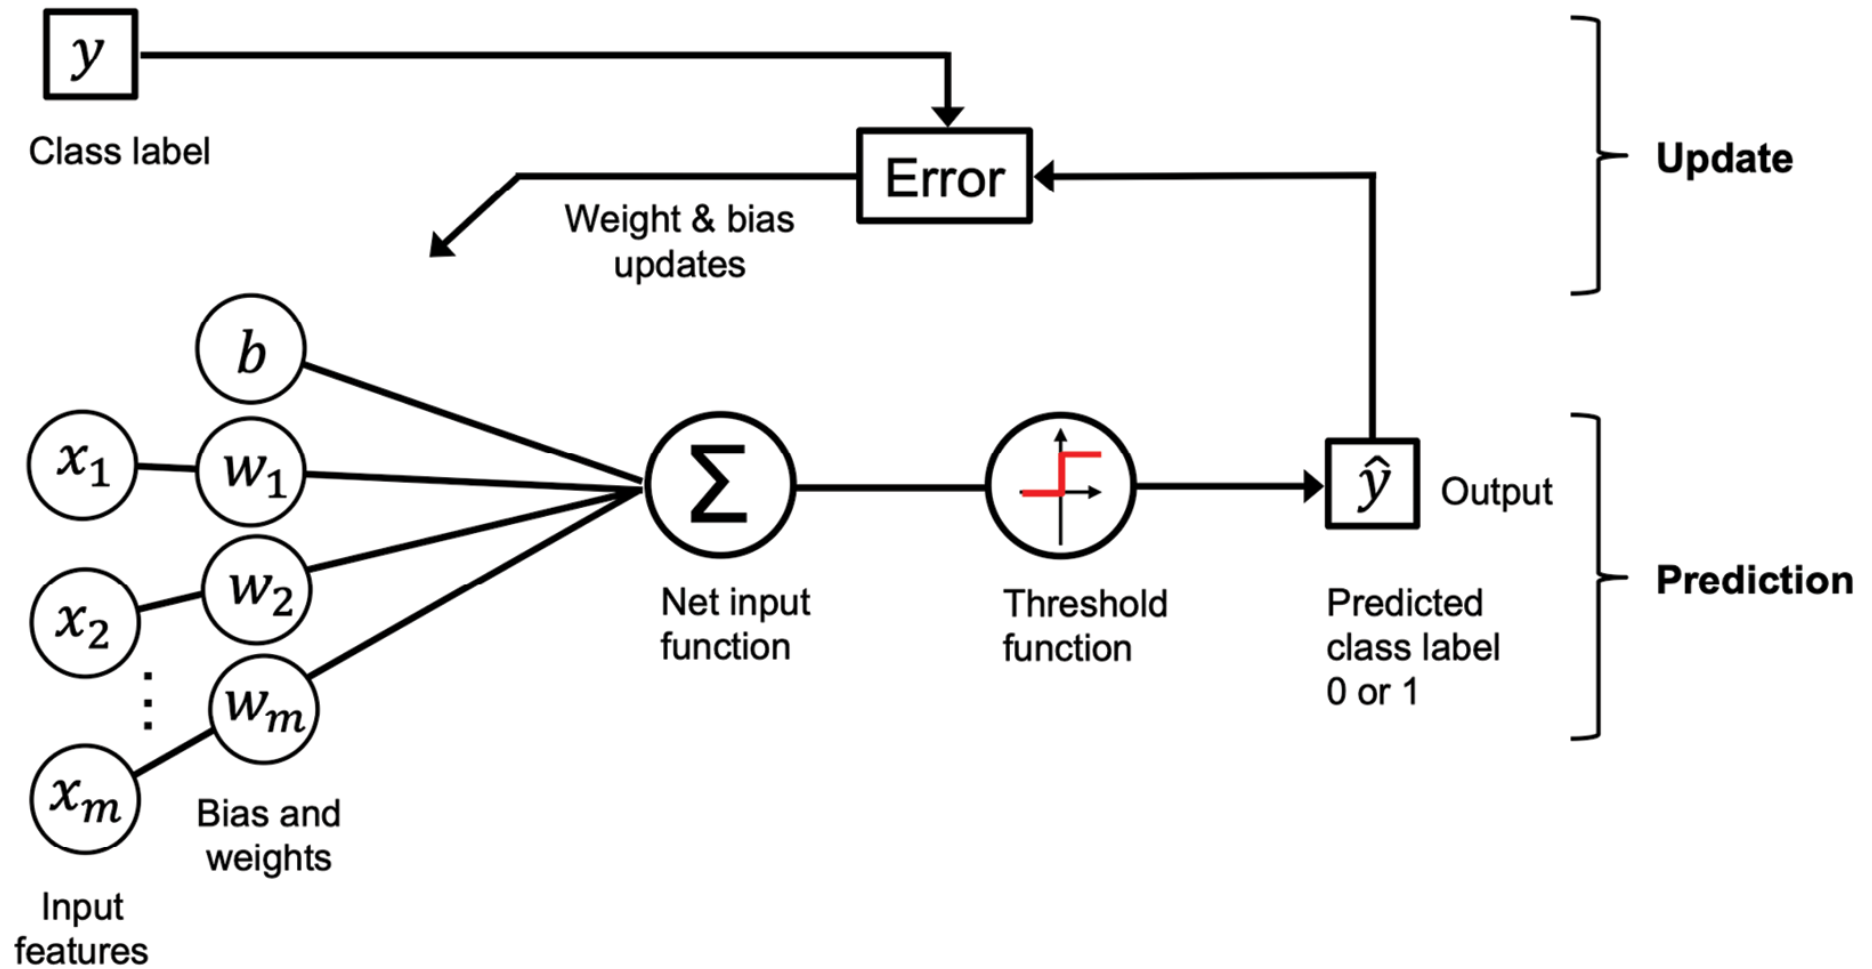 y
Class label
Error
Update
Weight & bias
updates
b
x₁
w₁
x₂
w₂
⋮
xₘ
wₘ
Σ
ŷ
Output
Net input
function
Threshold
function
Predicted
class label
0 or 1
Prediction
Bias and
weights
Input
features